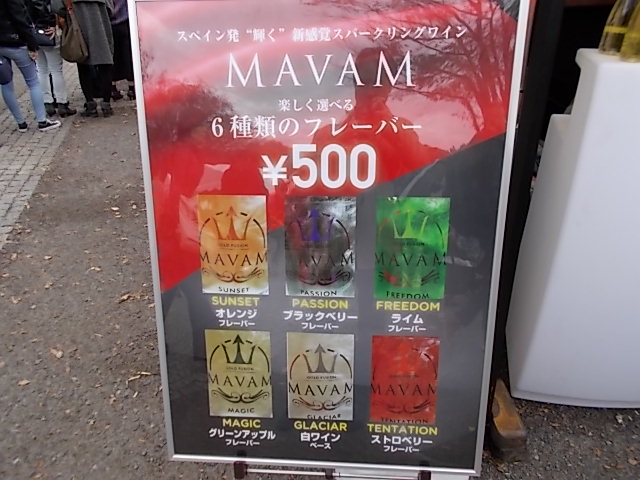 スペイン発“輝く”新感覚スパークリングワイン
MAVAM
楽しく選べる
6種類のフレーバー
¥500
GOLD FUSION
MAVAM
SUNSET
SUNSET
オレンジ
フレーバー
MAVAM
PASSION
PASSION
ブラックベリー
フレーバー
MAVAM
FREEDOM
FREEDOM
ライム
フレーバー
GOLD FUSION
MAVAM
MAGIC
MAGIC
グリーンアップル
フレーバー
GOLD FUSION
MAVAM
GLACIAR
GLACIAR
白ワイン
ベース
MAVAM
TENTATION
TENTATION
ストロベリー
フレーバー